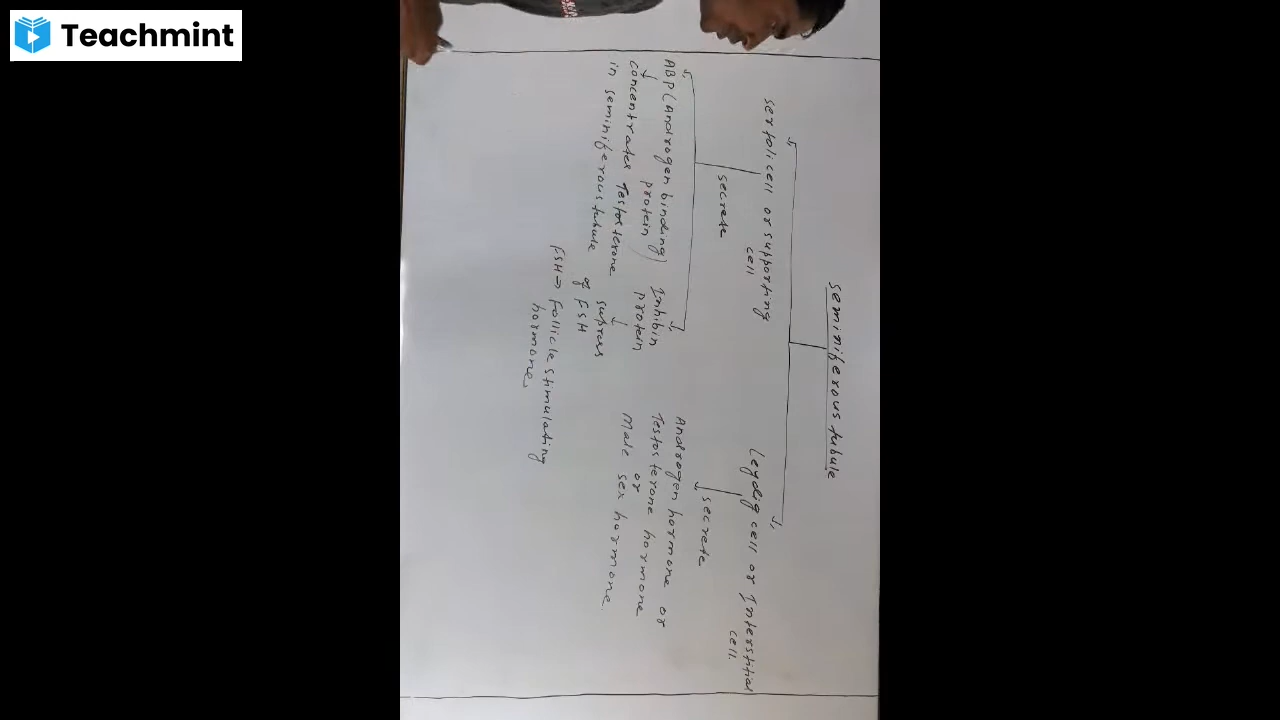 Teachmint
seminiferous tubule
sertoli cell or supporting
cell
Leydig cell or Interstitial
cell.
secrete
secrete
ABP (Androgen binding
protein)
concentrates Testosterone
in seminiferous tubule
Inhibin
protein
supress
of FSH
FSH → follicle stimulating
hormone.
Androgen hormone or
Testosterone hormone
or
Male sex hormone.